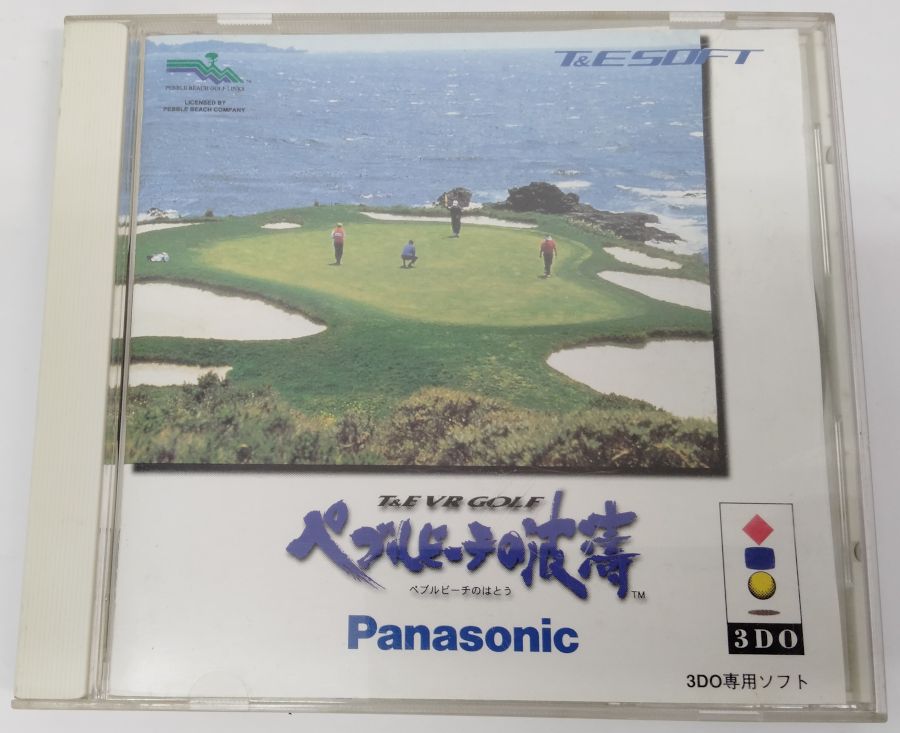 T&E SOFT
PEBBLE BEACH GOLF LINKS
LICENSED BY
PEBBLE BEACH COMPANY
T&E VR GOLF
ペブルビーチの波濤
ペブルビーチのはとう
TM
Panasonic
3DO
3DO専用ソフト